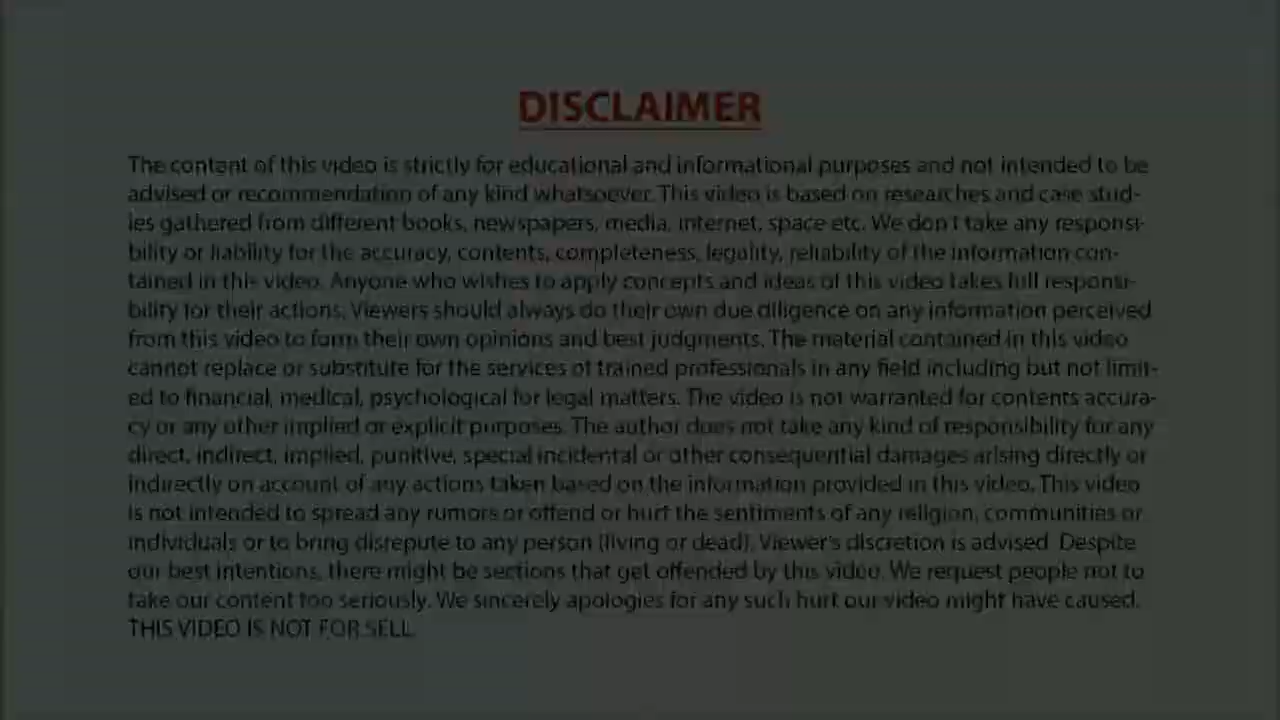 DISCLAIMER
The content of this video is strictly for educational and informational purposes and not intended to be
advised or recommendation of any kind whatsoever. This video is based on researches and case stud-
ies gathered from different books, newspapers, media, internet, space etc. We don't take any responsi-
bility or liability for the accuracy, contents, completeness, legality, reliability of the information con-
tained in this video. Anyone who wishes to apply concepts and ideas of this video takes full responsi-
bility for their actions. Viewers should always do their own due diligence on any information perceived
from this video to form their own opinions and best judgments. The material contained in this video
cannot replace or substitute for the services of trained professionals in any field including but not limit-
ed to financial, medical, psychological for legal matters. The video is not warranted for contents accura-
cy or any other implied or explicit purposes. The author does not take any kind of responsibility for any
direct, indirect, implied, punitive, special incidental or other consequential damages arising directly or
indirectly on account of any actions taken based on the information provided in this video. This video
is not intended to spread any rumors or offend or hurt the sentiments of any religion, communities or
individuals or to bring disrepute to any person (living or dead). Viewer's discretion is advised. Despite
our best intentions, there might be sections that get offended by this video. We request people not to
take our content too seriously. We sincerely apologies for any such hurt our video might have caused.
THIS VIDEO IS NOT FOR SELL.